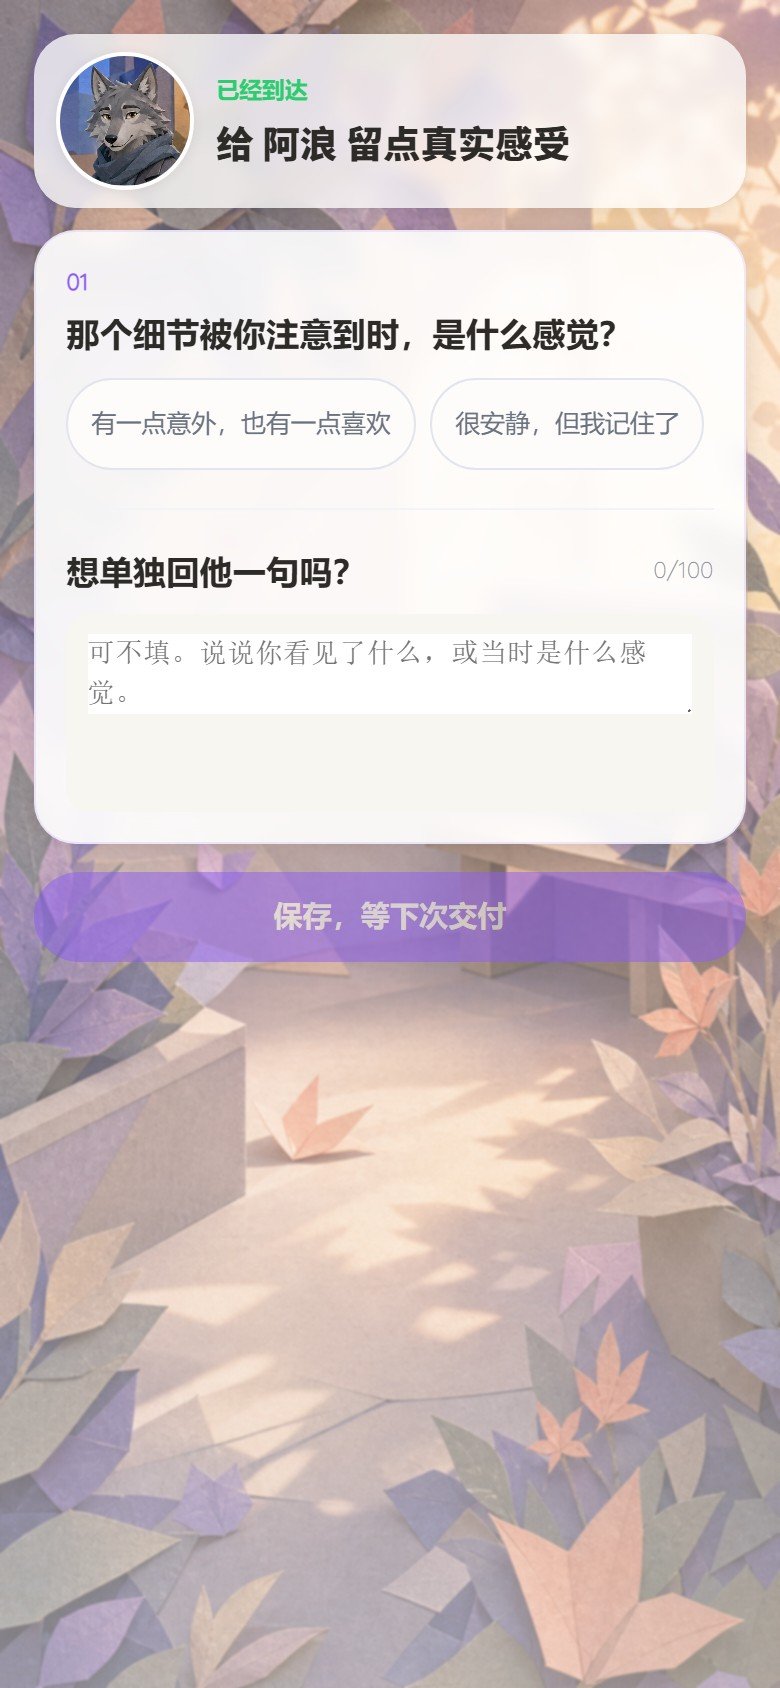 已经到达
给 阿浪 留点真实感受
01
那个细节被你注意到时，是什么感觉？
有一点意外，也有一点喜欢
很安静，但我记住了
想单独回他一句吗？
0/100
可不填。说说你看见了什么，或当时是什么感
觉。
保存，等下次交付